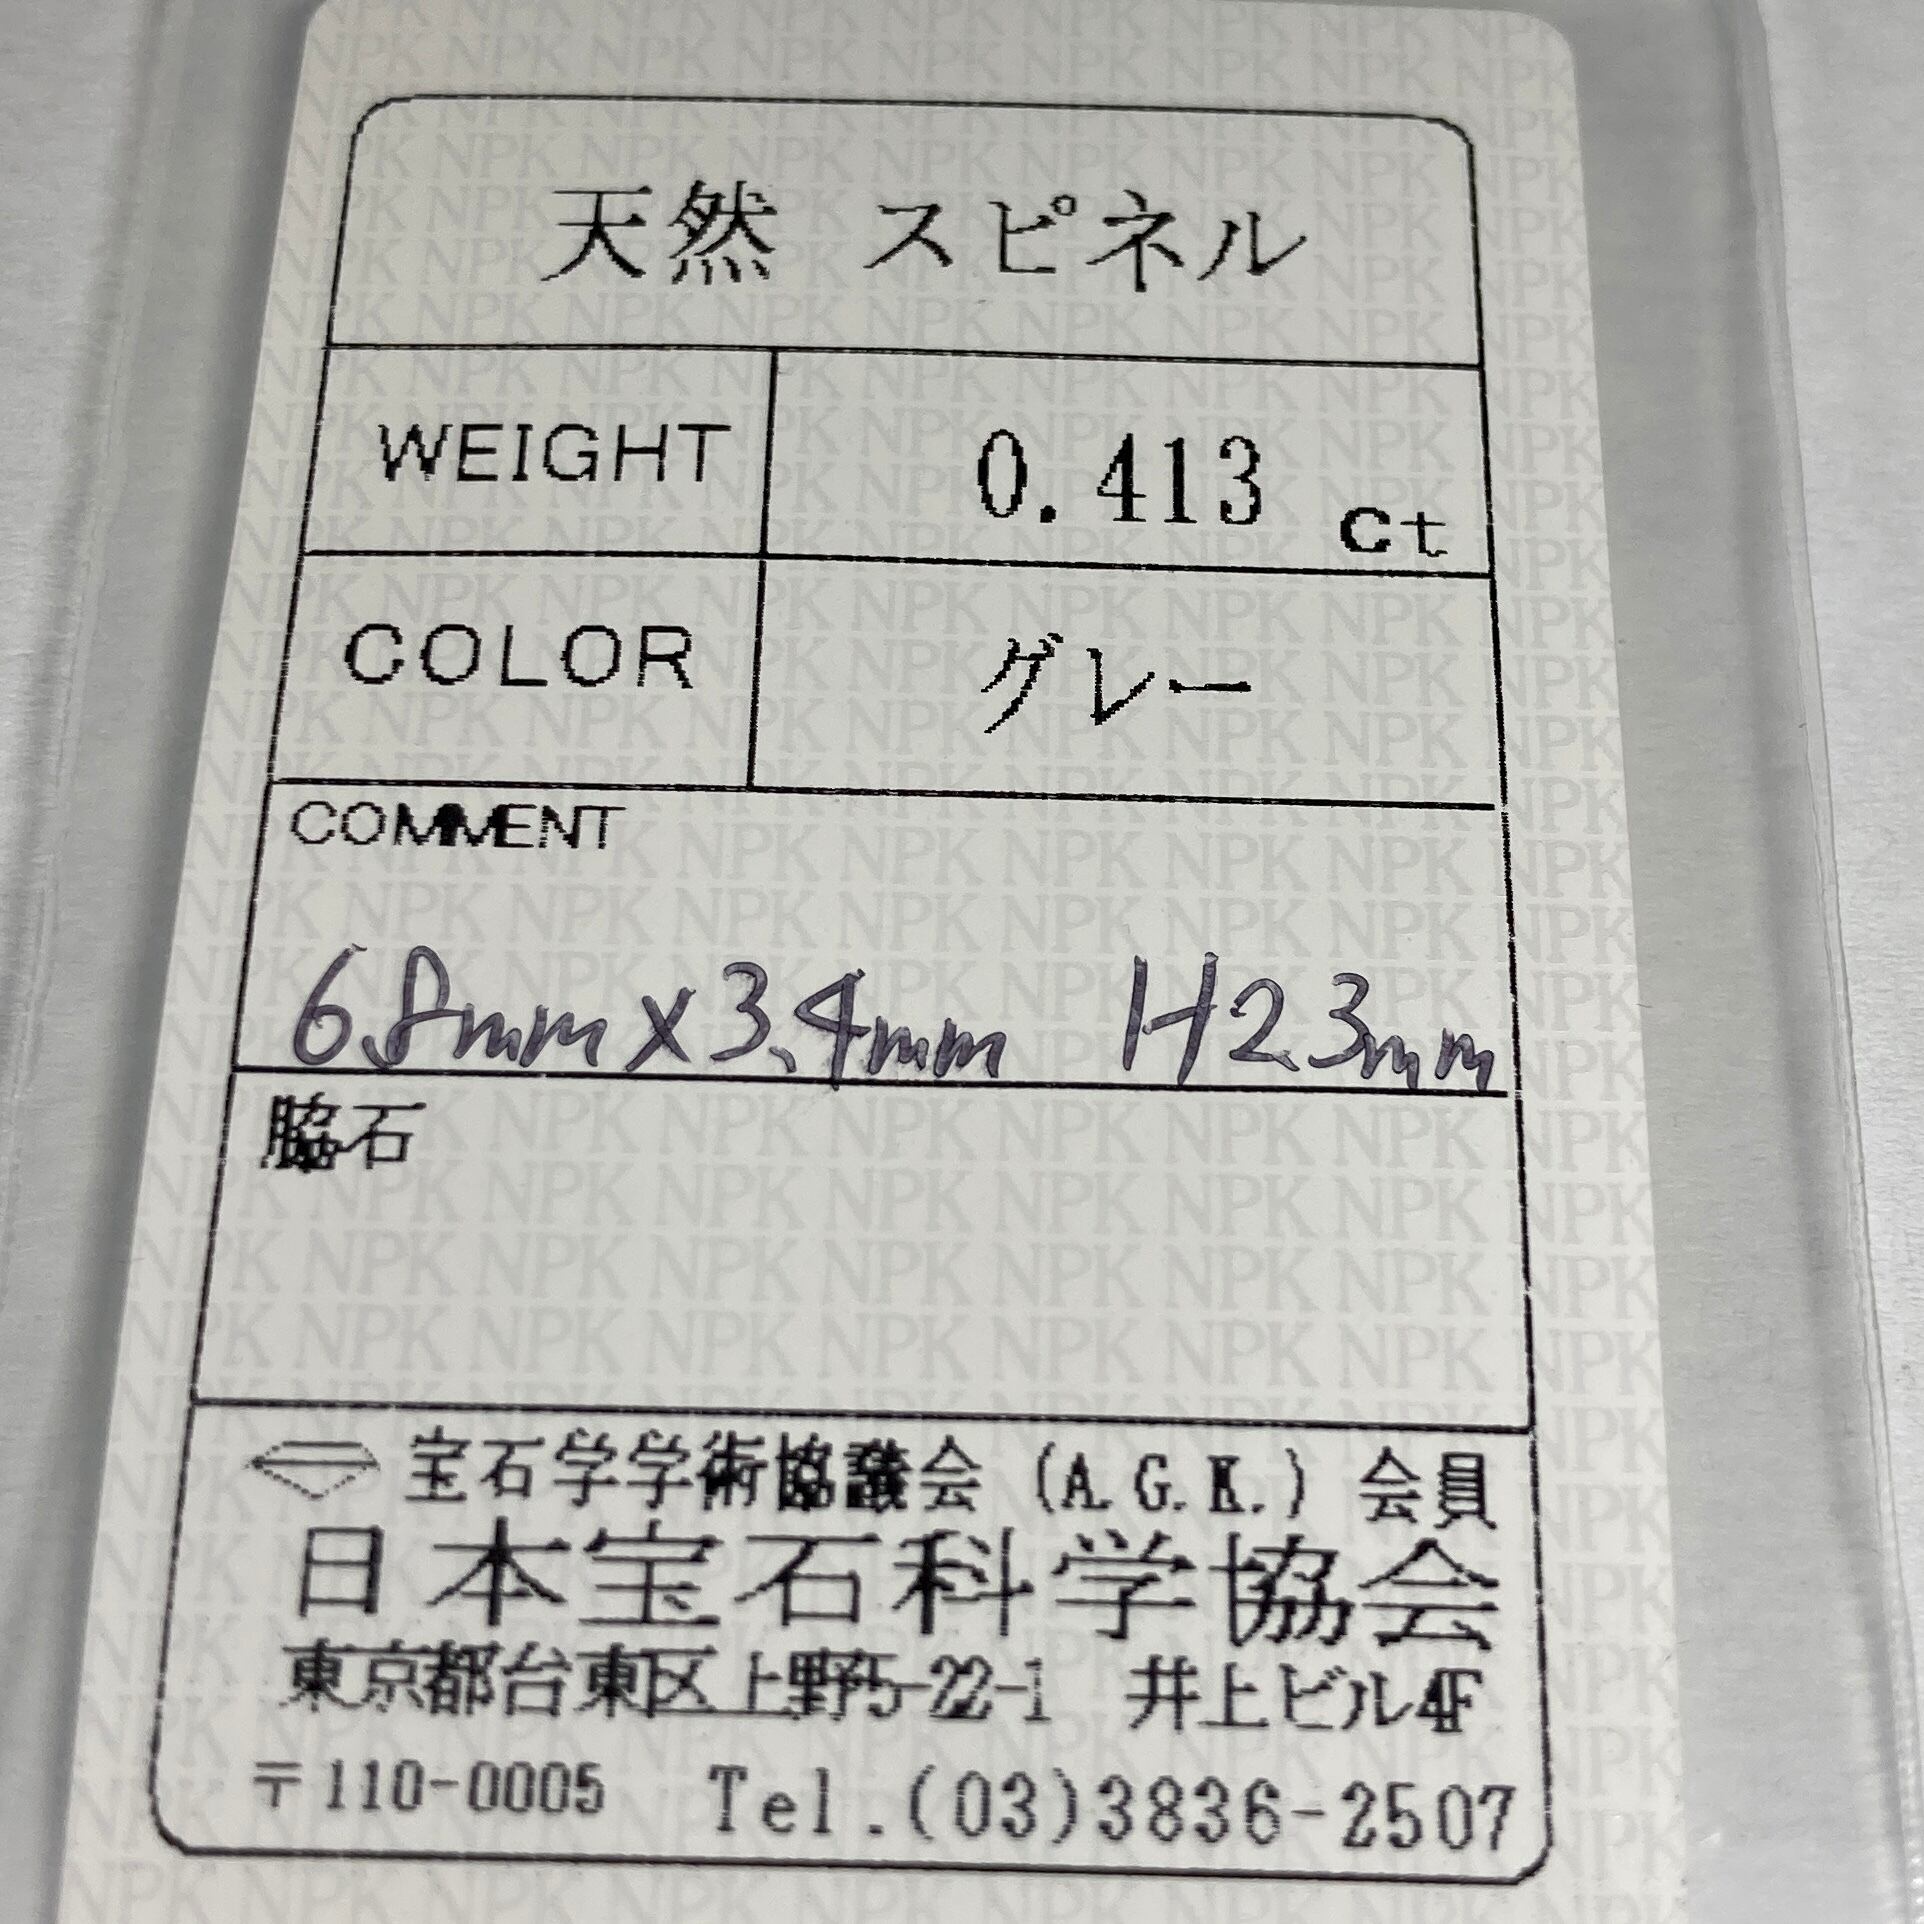 天然 スピネル
WEIGHT 0.413 ct
COLOR グレー
COMMENT
6.8mm x 3.4mm H2.3mm
脇石
宝石学学術協議会 (A.G.K.) 会員
日本宝石科学協会
東京都台東区上野5-22-1 井上ビル4F
〒110-0005 Tel.(03)3836-2507